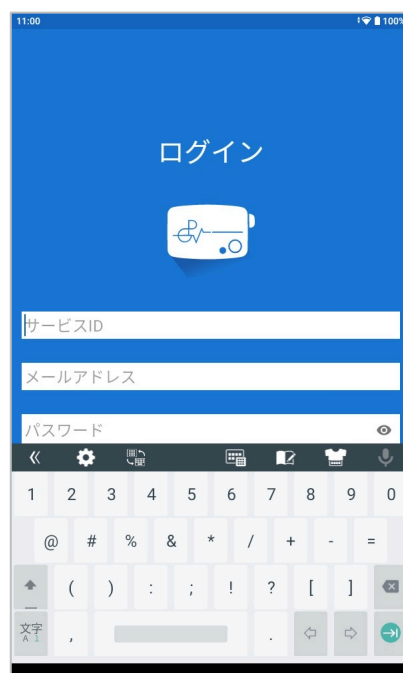 11:00 100%
ログイン
サービスID
メールアドレス
パスワード
1 2 3 4 5 6 7 8 9 0
@ # % & * / + - =
( ) : ; ! ? [ ]
文字
A 1
, .